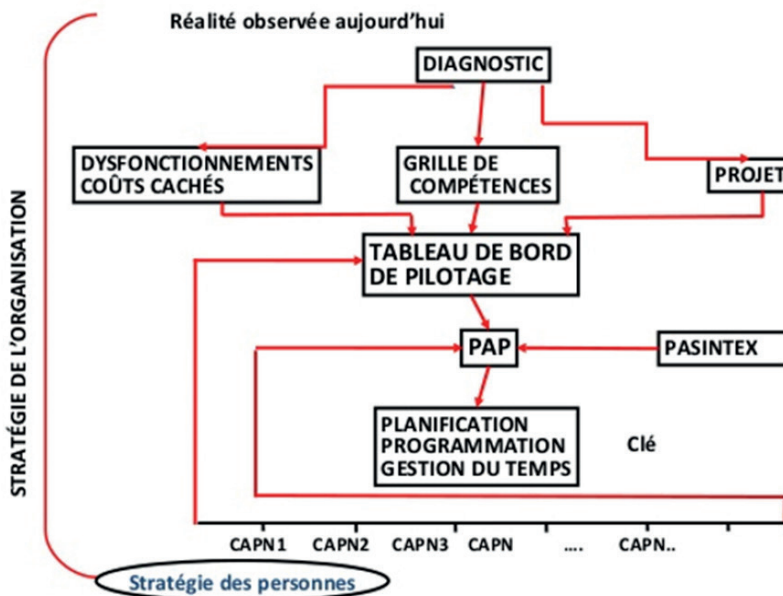 Réalité observée aujourd'hui
DIAGNOSTIC
DYSFONCTIONNEMENTS
COÛTS CACHÉS
GRILLE DE
COMPÉTENCES
PROJET
TABLEAU DE BORD
DE PILOTAGE
PAP
PASINTEX
PLANIFICATION
PROGRAMMATION
GESTION DU TEMPS
Clé
STRATÉGIE DE L'ORGANISATION
CAPN1 CAPN2 CAPN3 CAPN .... CAPN..
Stratégie des personnes